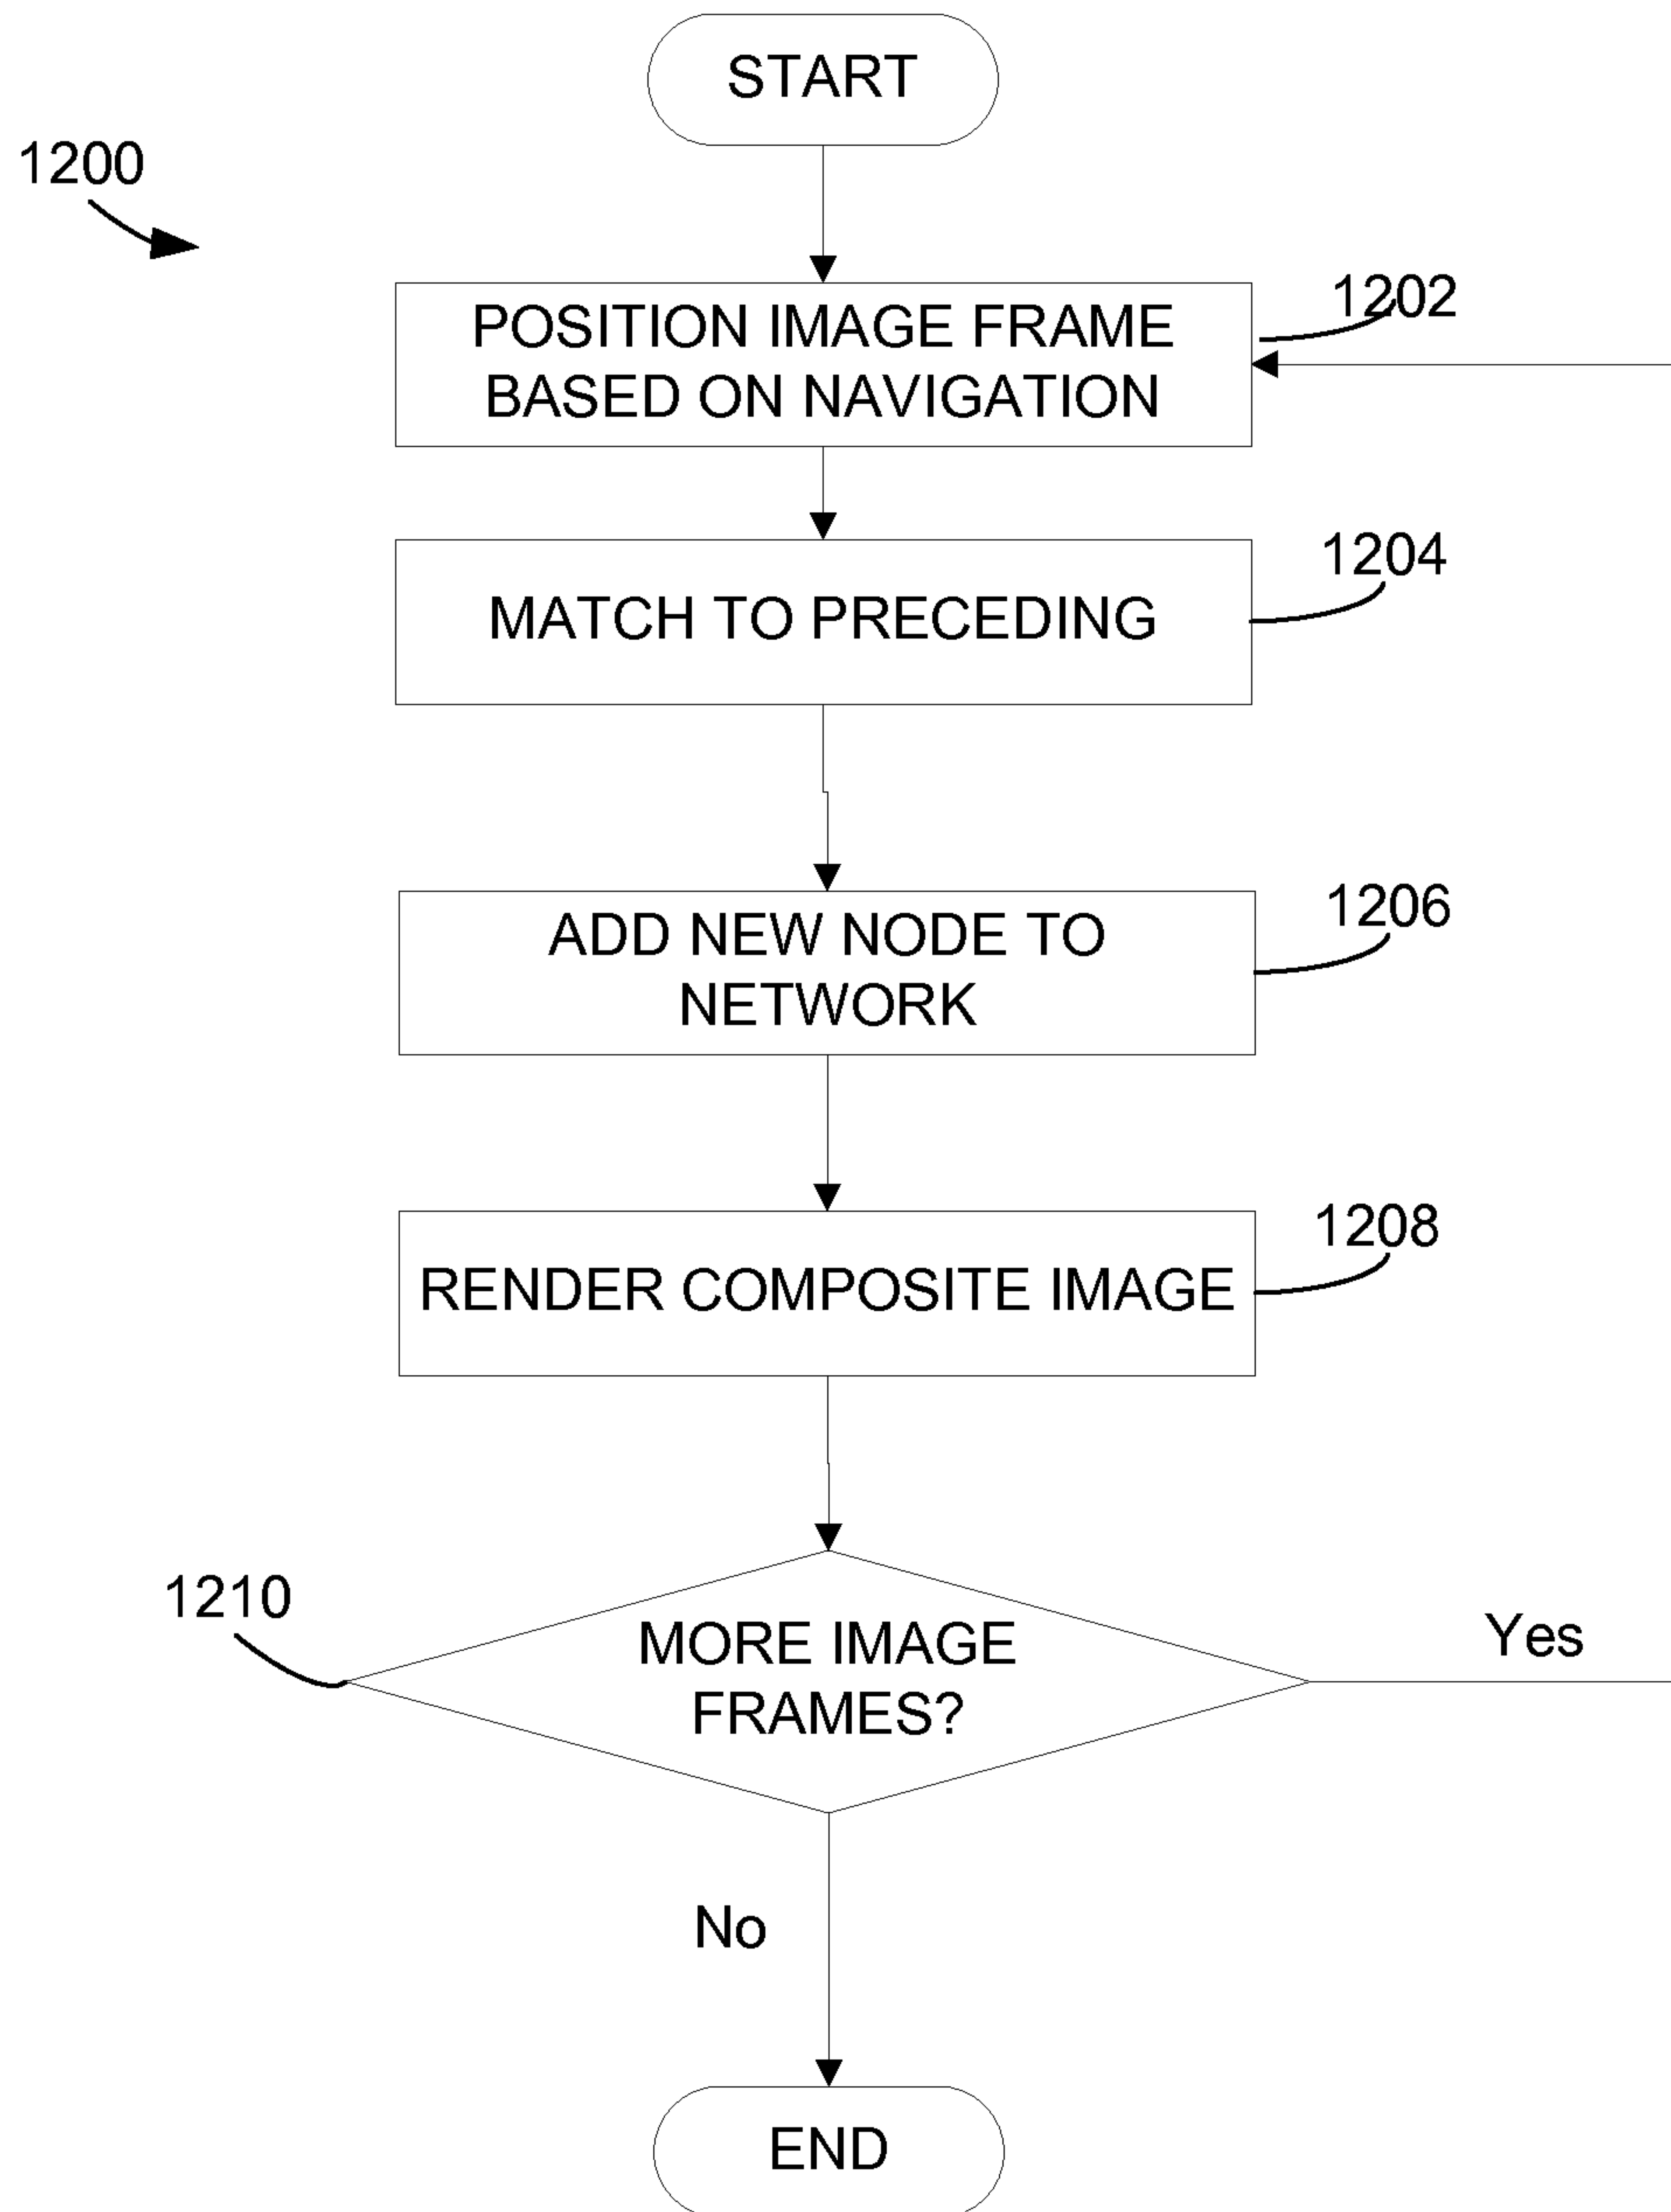 START
1200
POSITION IMAGE FRAME
BASED ON NAVIGATION
1202
MATCH TO PRECEDING
1204
ADD NEW NODE TO
NETWORK
1206
RENDER COMPOSITE IMAGE
1208
1210
MORE IMAGE
FRAMES?
Yes
No
END